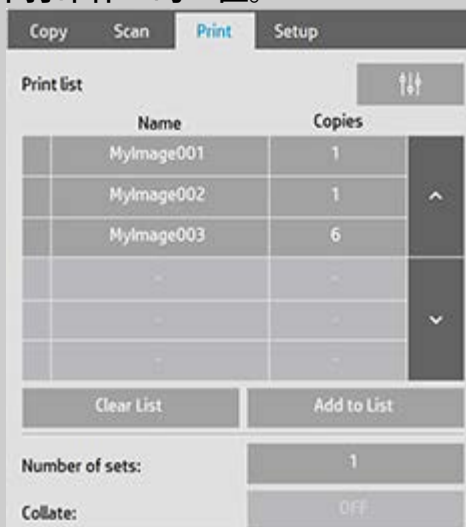 Copy Scan Print Setup
Print list
Name Copies
MyImage001 1
MyImage002 1
MyImage003 6
- -
- -
- -
Clear List Add to List
Number of sets: 1
Collate: OFF